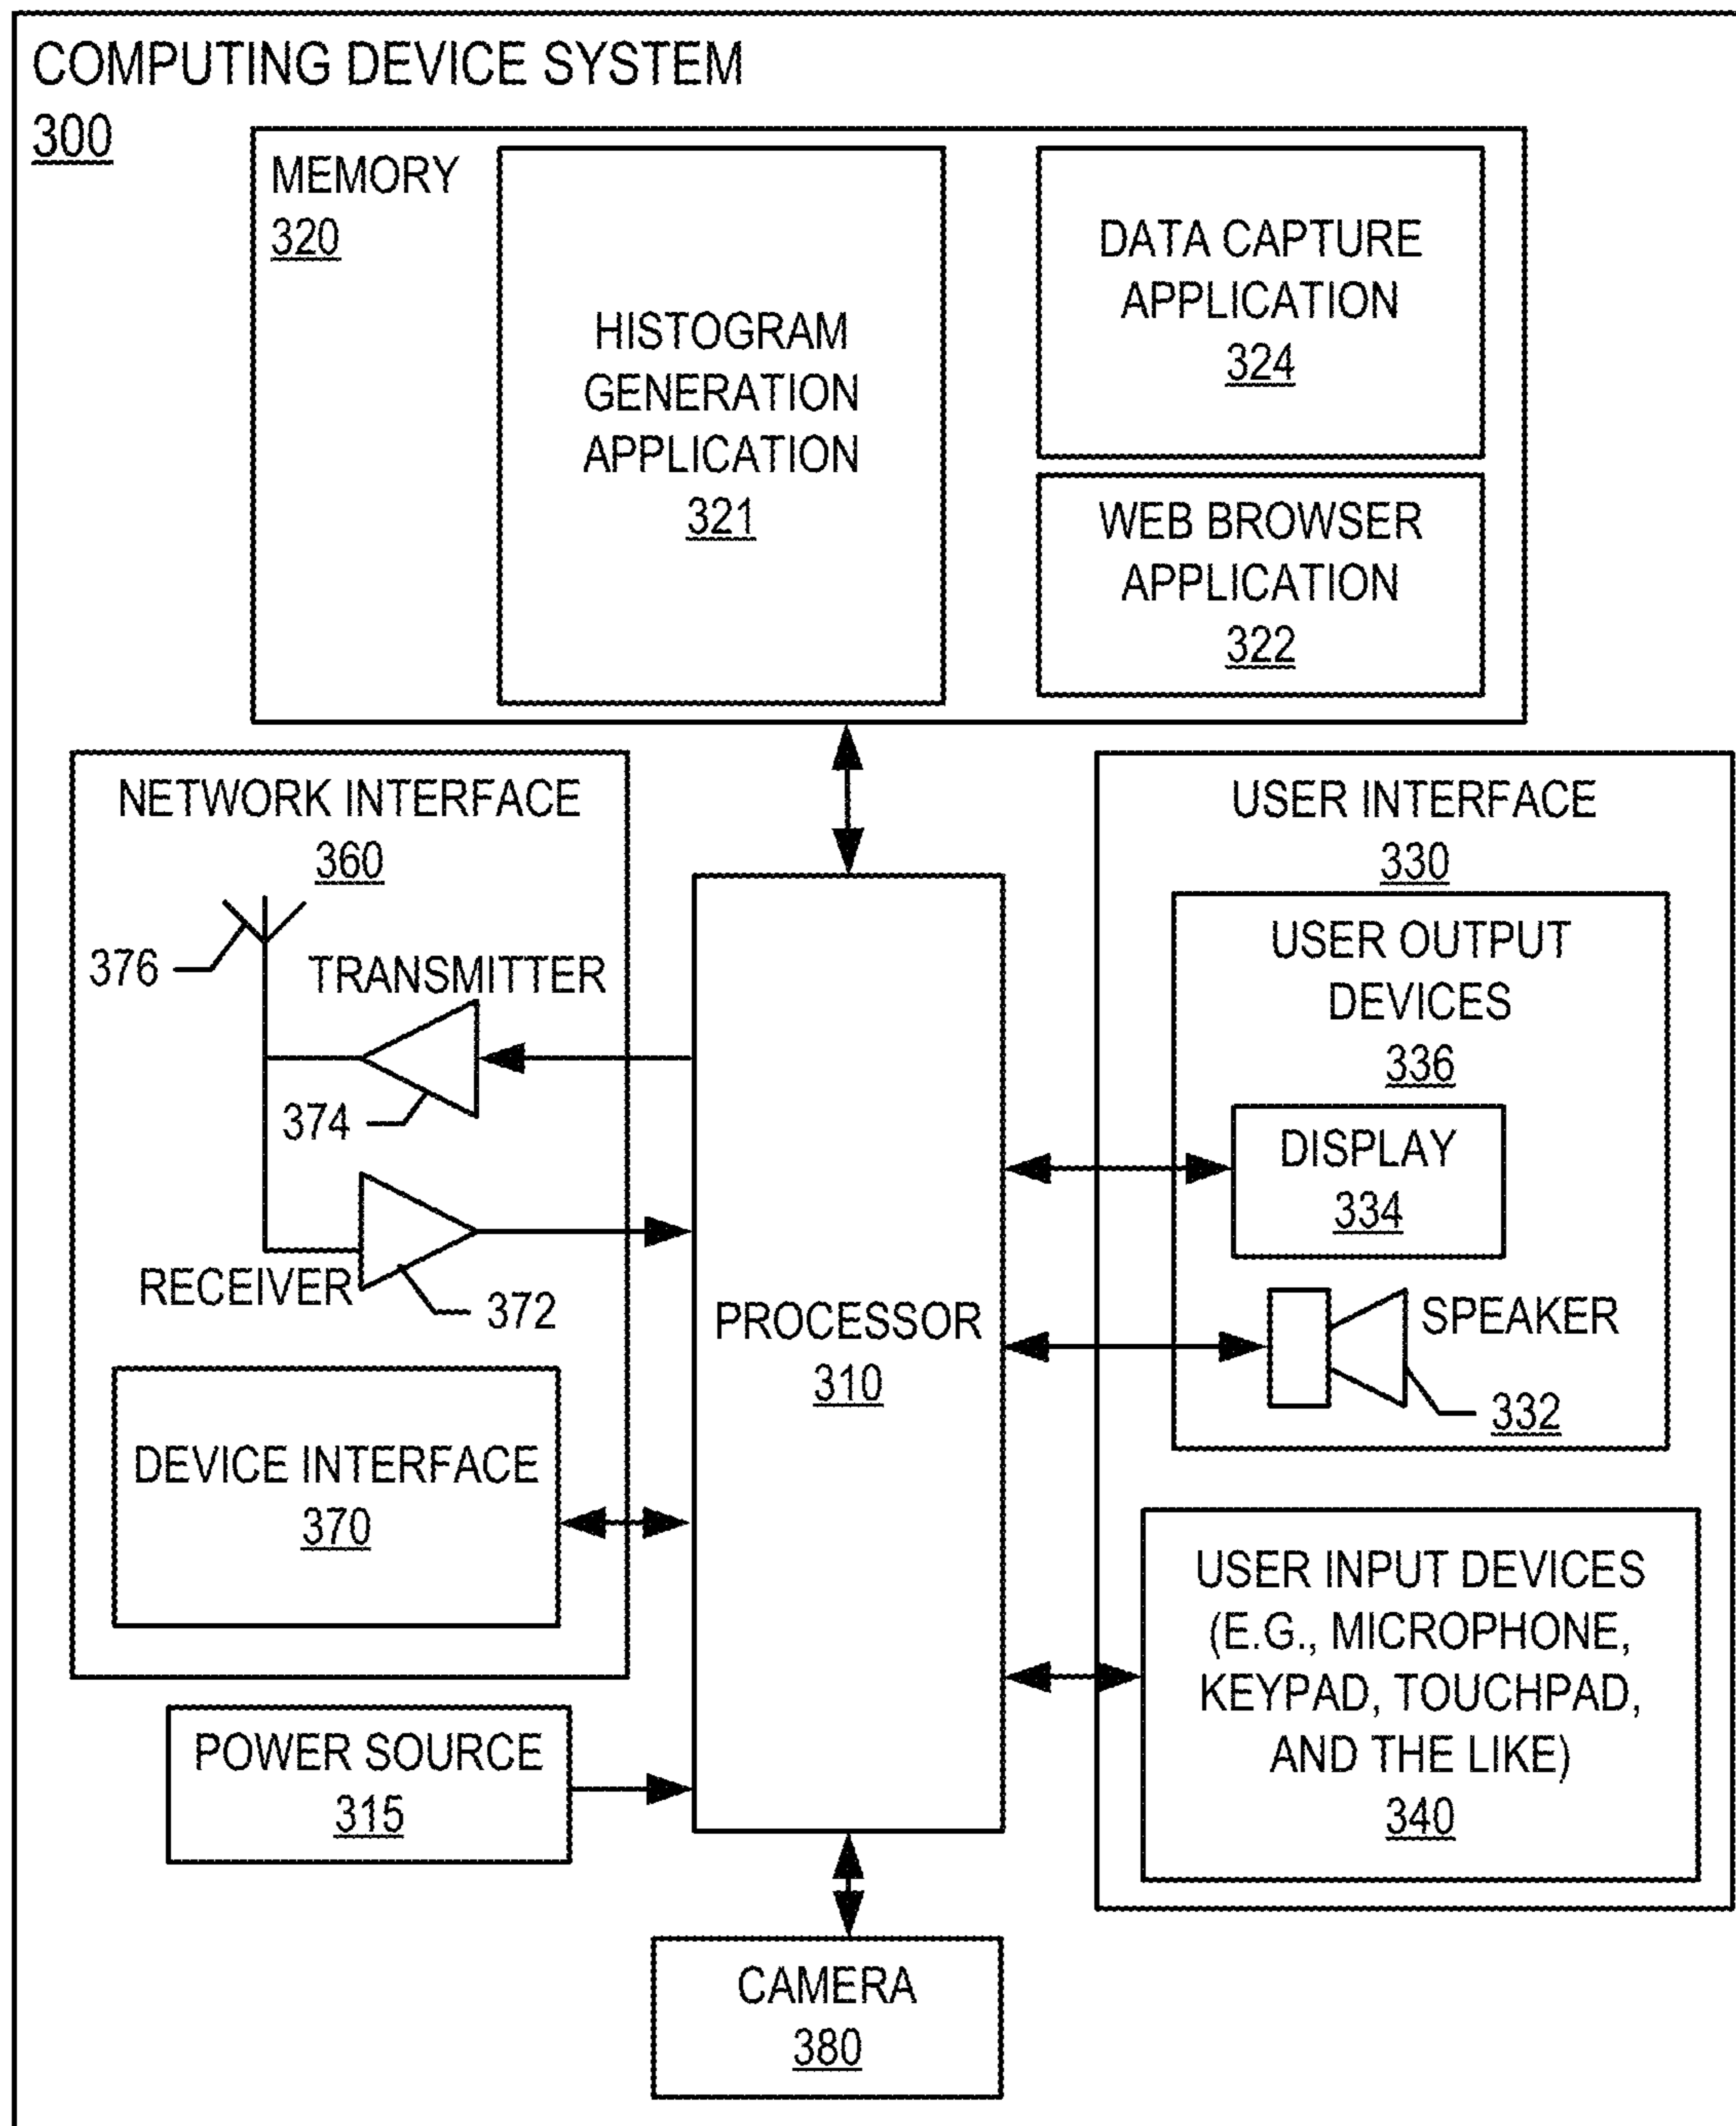 COMPUTING DEVICE SYSTEM
300
MEMORY
320
HISTOGRAM
GENERATION
APPLICATION
321
DATA CAPTURE
APPLICATION
324
WEB BROWSER
APPLICATION
322
NETWORK INTERFACE
360
376
TRANSMITTER
374
RECEIVER
372
DEVICE INTERFACE
370
POWER SOURCE
315
PROCESSOR
310
USER INTERFACE
330
USER OUTPUT
DEVICES
336
DISPLAY
334
SPEAKER
332
USER INPUT DEVICES
(E.G., MICROPHONE,
KEYPAD, TOUCHPAD,
AND THE LIKE)
340
CAMERA
380